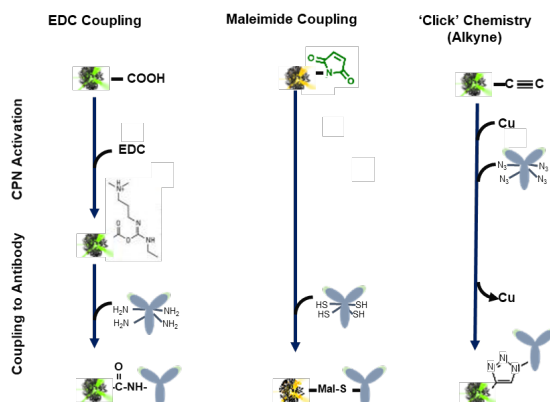 EDC Coupling
Maleimide Coupling
'Click' Chemistry
(Alkyne)
CPN Activation
Coupling to Antibody
COOH
EDC
H
N+
N
O
O
NH
H2N
NH2
H2N
NH2
O
C-NH-
O
N
O
HS
SH
HS
SH
Mal-S
C≡C
Cu
N3
N3
N3
N3
Cu
N
N
N